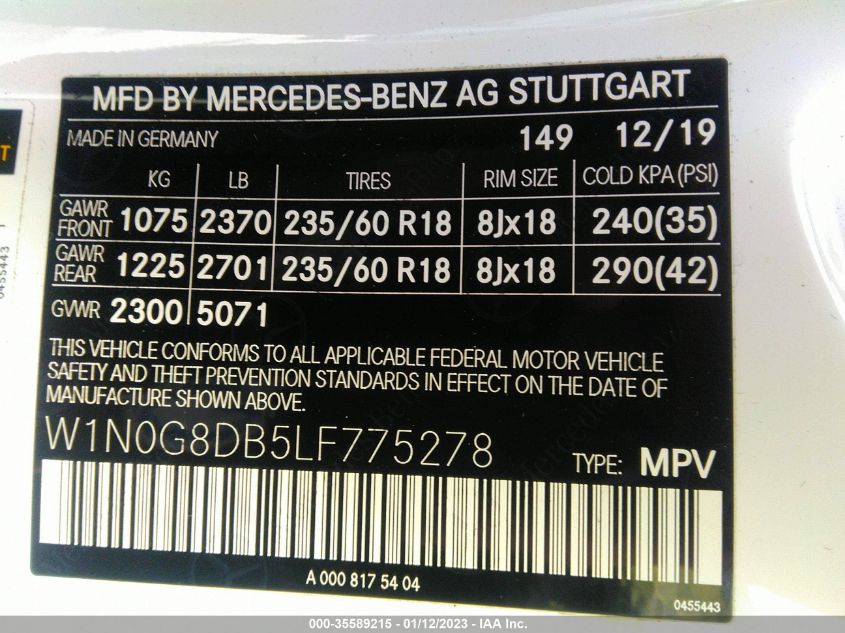 MFD BY MERCEDES-BENZ AG STUTTGART
MADE IN GERMANY 149 12/19
KG LB TIRES RIM SIZE COLD KPA (PSI)
GAWR FRONT 1075 2370 235/60 R18 8Jx18 240(35)
GAWR REAR 1225 2701 235/60 R18 8Jx18 290(42)
GVWR 2300 5071
THIS VEHICLE CONFORMS TO ALL APPLICABLE FEDERAL MOTOR VEHICLE
SAFETY AND THEFT PREVENTION STANDARDS IN EFFECT ON THE DATE OF
MANUFACTURE SHOWN ABOVE.
W1N0G8DB5LF775278 TYPE: MPV
A 000 817 54 04
0455443
0455443
000-35589215 - 01/12/2023 - IAA Inc.